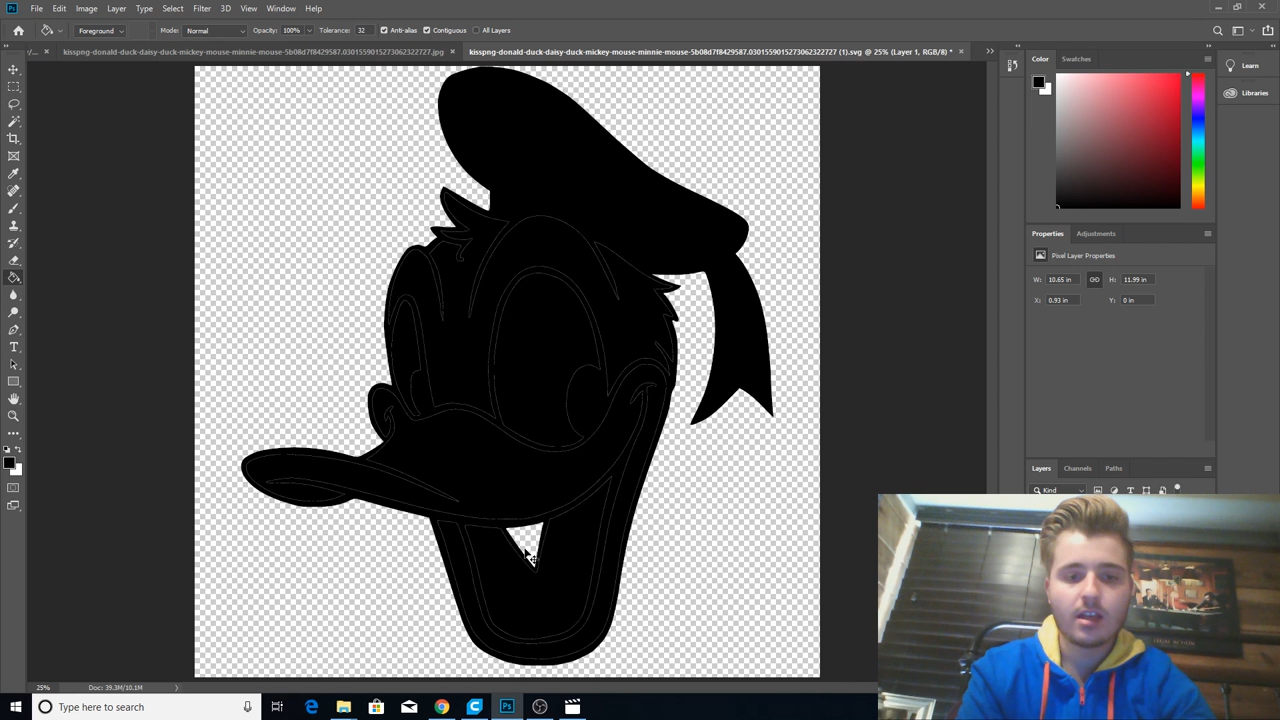 Ps File Edit Image Layer Type Select Filter 3D View Window Help
Foreground Mode: Normal Opacity: 100% Tolerance: 32 Anti-alias Contiguous All Layers
/... × kisspng-donald-duck-daisy-duck-mickey-mouse-minnie-mouse-5b08d7f8429587.0301559015273062322727.jpg × kisspng-donald-duck-daisy-duck-mickey-mouse-minnie-mouse-5b08d7f8429587.0301559015273062322727 (1).svg @ 25% (Layer 1, RGB/8) * ×
Color Swatches
Learn
Libraries
Properties Adjustments
Pixel Layer Properties
W: 10.65 in H: 11.99 in
X: 0.93 in Y: 0 in
Layers Channels Paths
Kind
25% Doc: 39.3M/10.1M
Type here to search